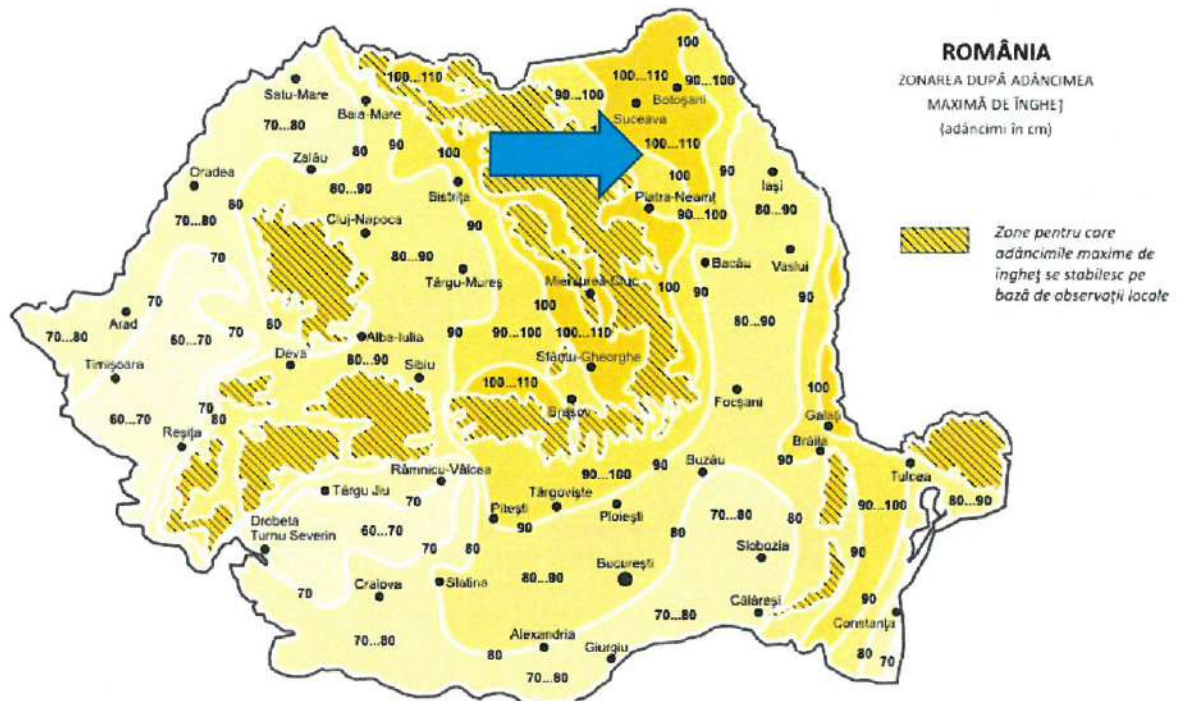 ROMÂNIA
ZONAREA DUPĂ ADÂNCIMEA
MAXIMĂ DE ÎNGHEȚ
(adâncimi în cm)
Zone pentru care
adâncimile maxime de
îngheț se stabilesc pe
bază de observații locale
100
100...110
100...110
90...100
Satu-Mare
90...100
Botoșani
Baia-Mare
Suceava
70...80
100...110
90
100
80
Zalău
100
90
Iași
Oradea
80...90
Bistrița
Piatra-Neamț
80...90
80
70...80
90...100
Cluj-Napoca
90
80...90
Bacău
Vaslui
70
Târgu-Mureș
Miercurea-Ciuc
100
90
90
70
100
80...90
Arad
80
90
90...100
100...110
70...80
60...70
70
Alba-Iulia
Deva
80...90
Sfântu-Gheorghe
Timișoara
Sibiu
100...110
100
Focșani
70
60...70
80
Brașov
Galați
Reșița
Brăila
90
Râmnicu-Vâlcea
90...100
90
Buzău
Tulcea
Târgu Jiu
70
Târgoviște
80...90
Pitești
Ploiești
70...80
90...100
Drobeta
Turnu Severin
60...70
90
80
80
70
80
Slobozia
90
București
70
Craiova
Slatina
80...90
Călărași
90
Constanța
70...80
70...80
Alexandria
80
Giurgiu
80
70
70...80